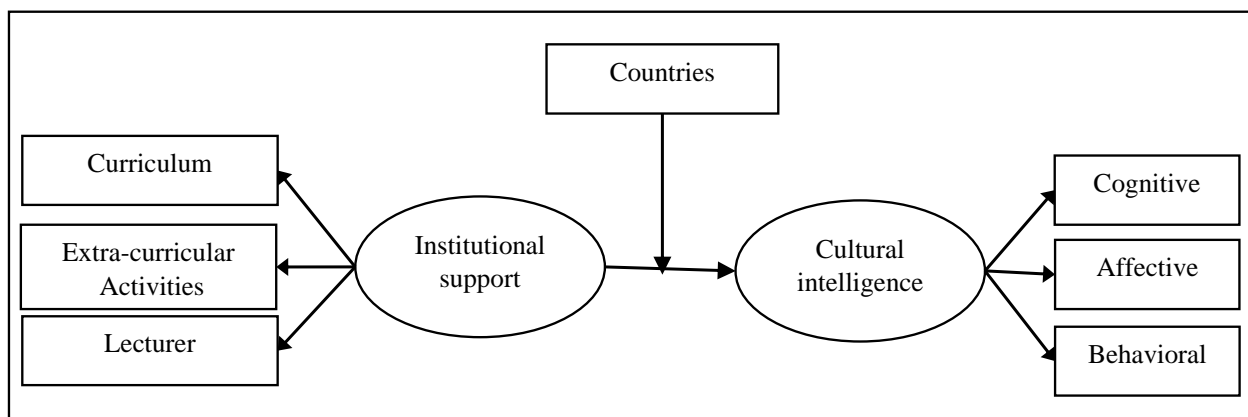 Countries
Curriculum
Extra-curricular
Activities
Lecturer
Institutional
support
Cultural
intelligence
Cognitive
Affective
Behavioral